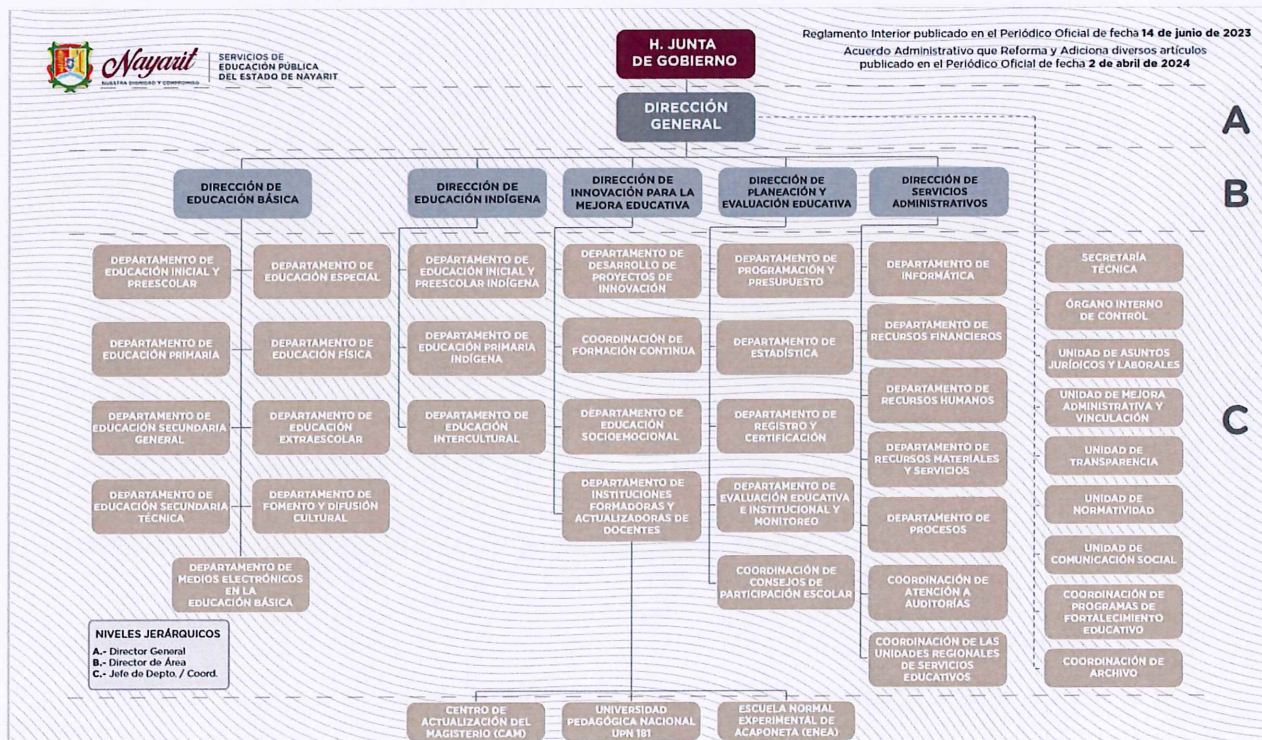 Nayarit
NUESTRA DIGNIDAD Y COMPROMISO
SERVICIOS DE
EDUCACIÓN PÚBLICA
DEL ESTADO DE NAYARIT
H. JUNTA
DE GOBIERNO
Reglamento Interior publicado en el Periódico Oficial de fecha 14 de junio de 2023
Acuerdo Administrativo que Reforma y Adiciona diversos artículos
publicado en el Periódico Oficial de fecha 2 de abril de 2024
DIRECCIÓN
GENERAL
A
DIRECCIÓN DE
EDUCACIÓN BÁSICA
DIRECCIÓN DE
EDUCACIÓN INDÍGENA
DIRECCIÓN DE
INNOVACIÓN PARA LA
MEJORA EDUCATIVA
DIRECCIÓN DE
PLANEACIÓN Y
EVALUACIÓN EDUCATIVA
DIRECCIÓN DE
SERVICIOS
ADMINISTRATIVOS
B
DEPARTAMENTO DE
EDUCACIÓN INICIAL Y
PREESCOLAR
DEPARTAMENTO DE
EDUCACIÓN ESPECIAL
DEPARTAMENTO DE
EDUCACIÓN PRIMARIA
DEPARTAMENTO DE
EDUCACIÓN FÍSICA
DEPARTAMENTO DE
EDUCACIÓN SECUNDARIA
GENERAL
DEPARTAMENTO DE
EDUCACIÓN
EXTRAESCOLAR
DEPARTAMENTO DE
EDUCACIÓN SECUNDARIA
TÉCNICA
DEPARTAMENTO DE
FOMENTO Y DIFUSIÓN
CULTURAL
DEPARTAMENTO DE
MEDIOS ELECTRÓNICOS
EN LA
EDUCACIÓN BÁSICA
DEPARTAMENTO DE
EDUCACIÓN INICIAL Y
PREESCOLAR INDÍGENA
DEPARTAMENTO DE
EDUCACIÓN PRIMARIA
INDÍGENA
DEPARTAMENTO DE
EDUCACIÓN
INTERCULTURAL
DEPARTAMENTO DE
DESARROLLO DE
PROYECTOS DE
INNOVACIÓN
COORDINACIÓN DE
FORMACIÓN CONTINUA
DEPARTAMENTO DE
EDUCACIÓN
SOCIOEMOCIONAL
DEPARTAMENTO DE
INSTITUCIONES
FORMADORAS Y
ACTUALIZADORAS DE
DOCENTES
DEPARTAMENTO DE
PROGRAMACIÓN Y
PRESUPUESTO
DEPARTAMENTO DE
ESTADÍSTICA
DEPARTAMENTO DE
REGISTRO Y
CERTIFICACIÓN
DEPARTAMENTO DE
EVALUACIÓN EDUCATIVA
E INSTITUCIONAL Y
MONITOREO
COORDINACIÓN DE
CONSEJOS DE
PARTICIPACIÓN ESCOLAR
DEPARTAMENTO DE
INFORMÁTICA
DEPARTAMENTO DE
RECURSOS FINANCIEROS
DEPARTAMENTO DE
RECURSOS HUMANOS
DEPARTAMENTO DE
RECURSOS MATERIALES
Y SERVICIOS
DEPARTAMENTO DE
PROCESOS
COORDINACIÓN DE
ATENCIÓN A
AUDITORÍAS
COORDINACIÓN DE LAS
UNIDADES REGIONALES
DE SERVICIOS
EDUCATIVOS
SECRETARÍA
TÉCNICA
ÓRGANO INTERNO
DE CONTROL
UNIDAD DE ASUNTOS
JURÍDICOS Y LABORALES
UNIDAD DE MEJORA
ADMINISTRATIVA Y
VINCULACIÓN
UNIDAD DE
TRANSPARENCIA
UNIDAD DE
NORMATIVIDAD
UNIDAD DE
COMUNICACIÓN SOCIAL
COORDINACIÓN DE
PROGRAMAS DE
FORTALECIMIENTO
EDUCATIVO
COORDINACIÓN DE
ARCHIVO
C
NIVELES JERÁRQUICOS
A.- Director General
B.- Director de Área
C.- Jefe de Depto. / Coord.
CENTRO DE
ACTUALIZACIÓN DEL
MAGISTERIO (CAM)
UNIVERSIDAD
PEDAGÓGICA NACIONAL
UPN 181
ESCUELA NORMAL
EXPERIMENTAL DE
ACAPONETA (ENEA)